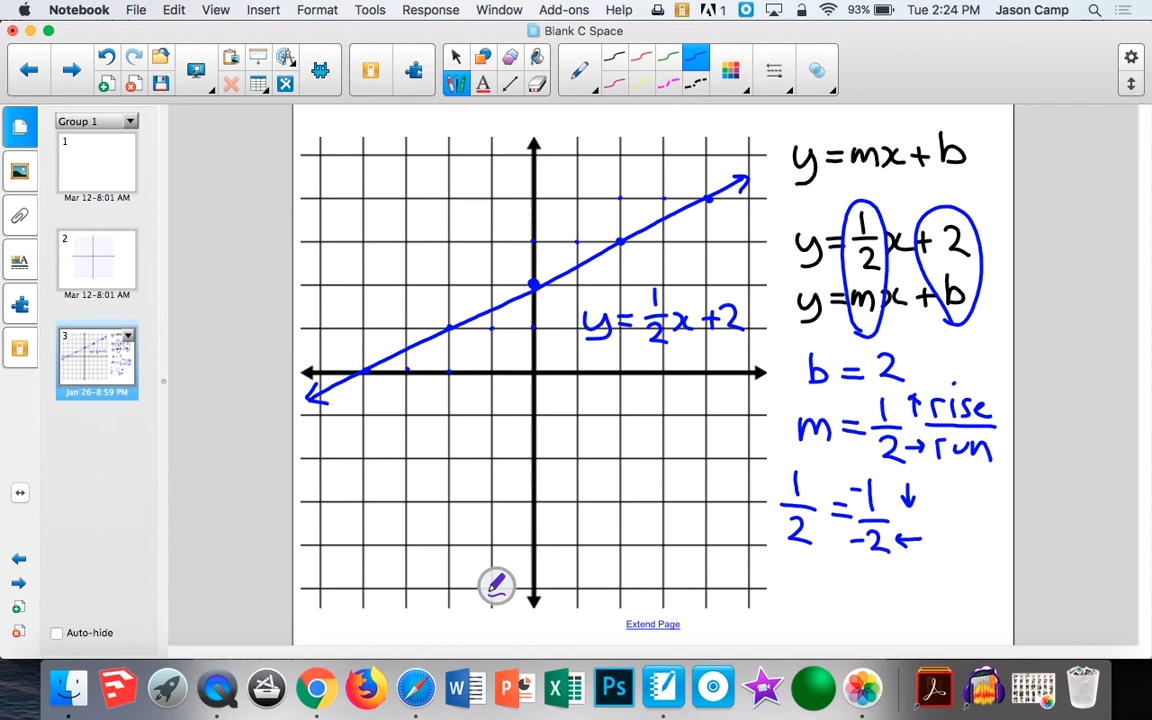 Notebook File Edit View Insert Format Tools Response Window Addons Help 1 93% Tue 2:24 PM Jason Camp
Blank C Space
Group 1
1
Mar 12-8:01 AM
2
Mar 12-8:01 AM
3
Jan 26-8:59 PM
Auto-hide
y=mx+b
y=1/2x+2
y=mx+b
y=1/2x+2
b=2
m=1/2 ↑rise/→run
1/2=-1/-2 ↓ ←
Extend Page